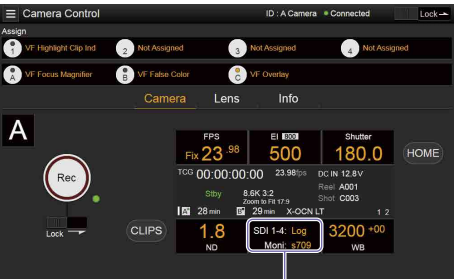 Camera Control
ID : A Camera
Connected
Lock
Assign
1 VF Highlight Clip Ind
2 Not Assigned
3 Not Assigned
4 Not Assigned
A VF Focus Magnifier
B VF False Color
C VF Overlay
Camera Lens Info
A
FPS
Fix 23 .98
EI 800
500
Shutter
180.0
HOME
Rec
TCG 00:00:00:00 23.98fps DC IN 12.8V
Stby
8.6K 3:2
Zoom to Fit 17:9
Reel A001
Shot C003
A 28 min B 29 min X-OCN LT 1 2
Lock
CLIPS
1.8
ND
SDI 1-4: Log
Moni: s709
3200 +00
WB